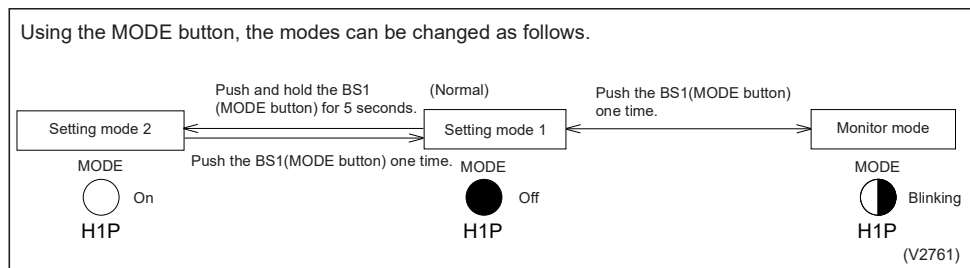 Using the MODE button, the modes can be changed as follows.
Push and hold the BS1
(MODE button) for 5 seconds.
(Normal)
Push the BS1(MODE button)
one time.
Setting mode 2
Setting mode 1
Monitor mode
Push the BS1(MODE button) one time.
MODE
On
H1P
MODE
Off
H1P
MODE
Blinking
H1P
(V2761)